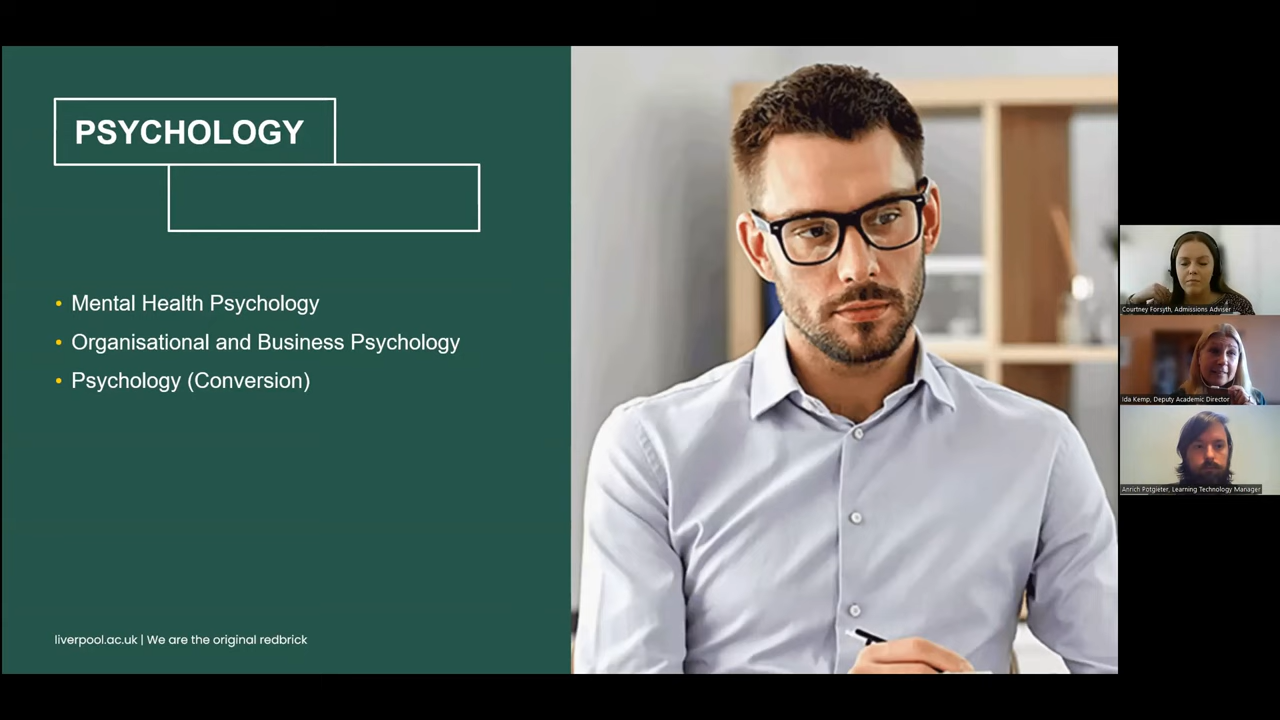 PSYCHOLOGY
• Mental Health Psychology
• Organisational and Business Psychology
• Psychology (Conversion)
liverpool.ac.uk | We are the original redbrick
Courtney Forsyth, Admissions Adviser
Ida Kemp, Deputy Academic Director
Anrich Potgieter, Learning Technology Manager